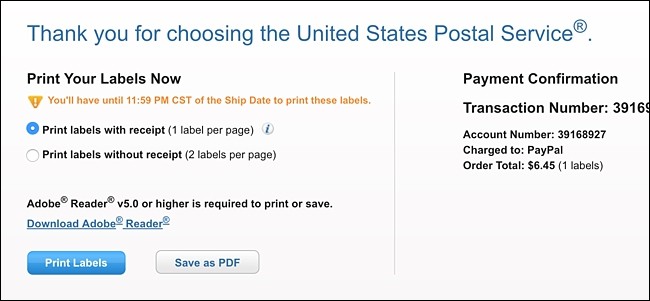 Thank you for choosing the United States Postal Service®.
Print Your Labels Now
You'll have until 11:59 PM CST of the Ship Date to print these labels.
Print labels with receipt (1 label per page) i
Print labels without receipt (2 labels per page)
Adobe® Reader® v5.0 or higher is required to print or save.
Download Adobe® Reader®
Print Labels
Save as PDF
Payment Confirmation
Transaction Number: 39169
Account Number: 39168927
Charged to: PayPal
Order Total: $6.45 (1 labels)